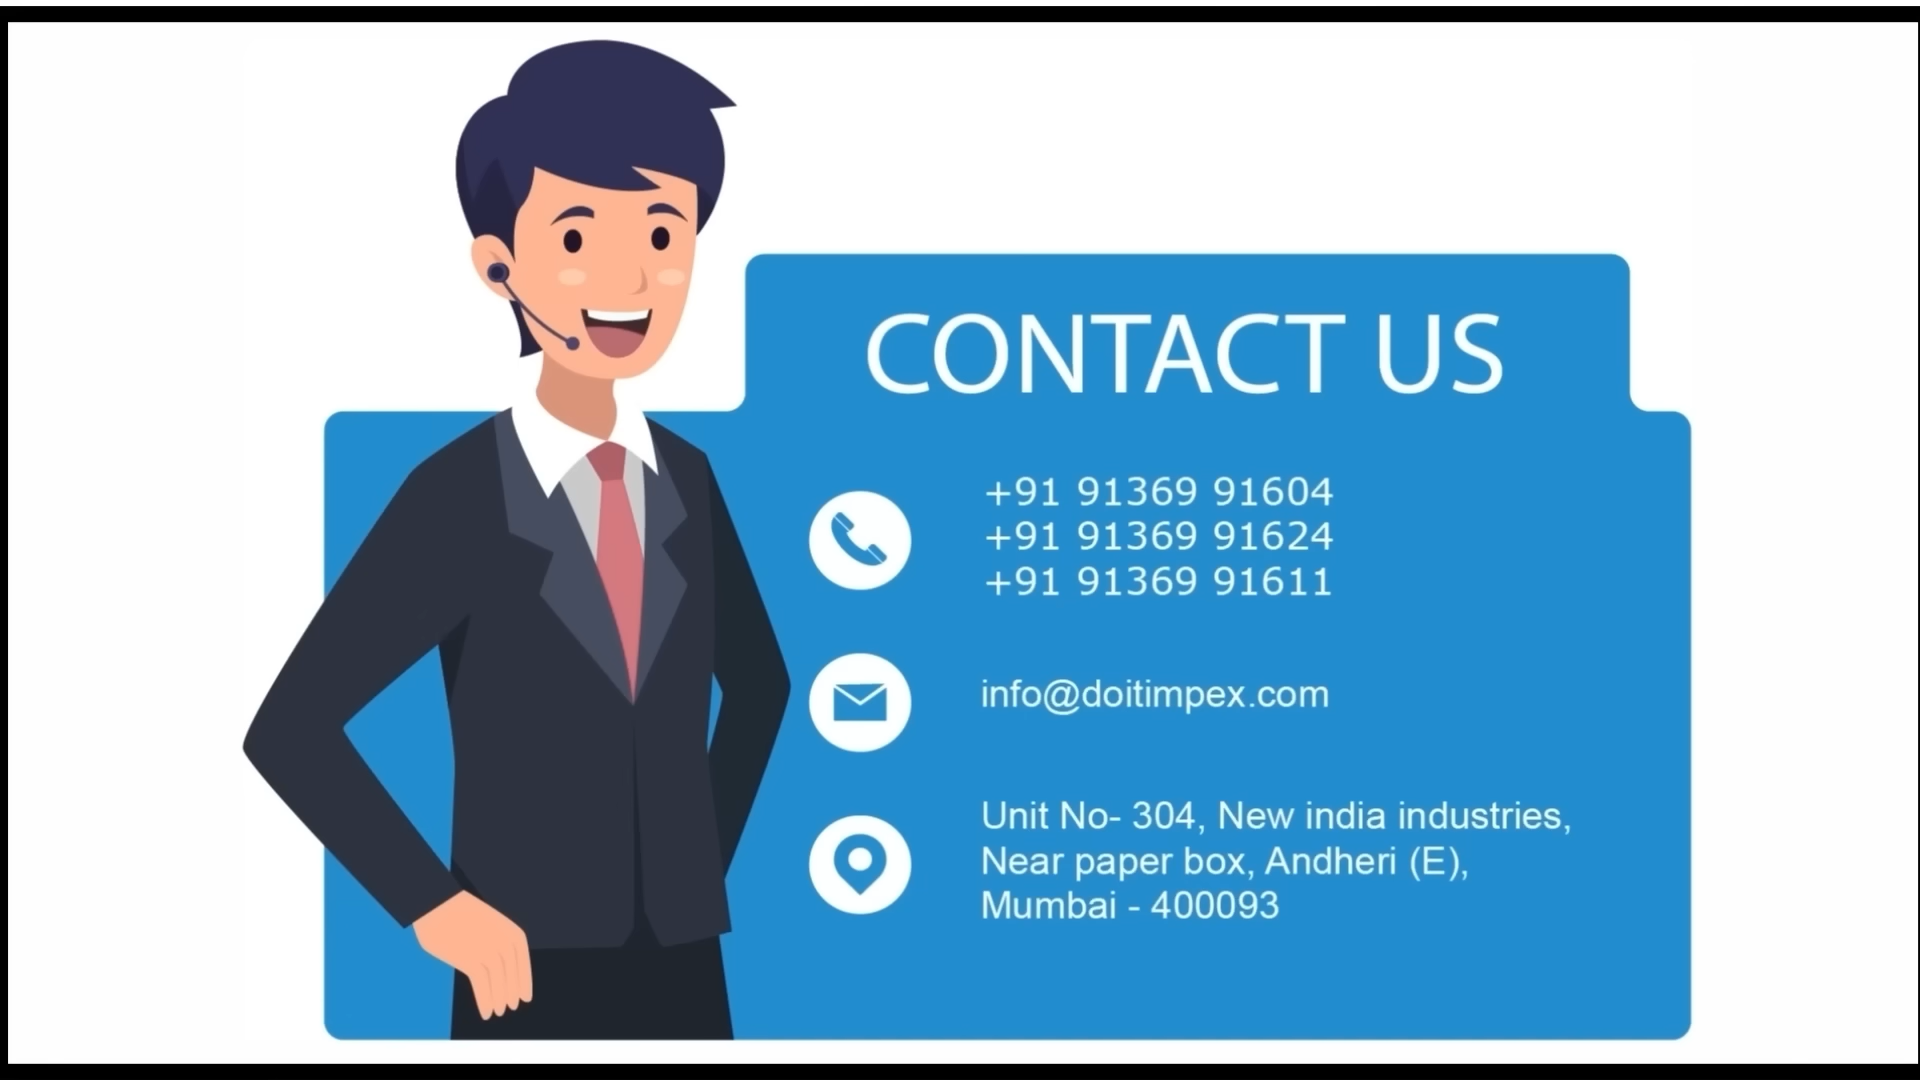 CONTACT US
+91 91369 91604
+91 91369 91624
+91 91369 91611
info@doitimpex.com
Unit No- 304, New india industries,
Near paper box, Andheri (E),
Mumbai - 400093